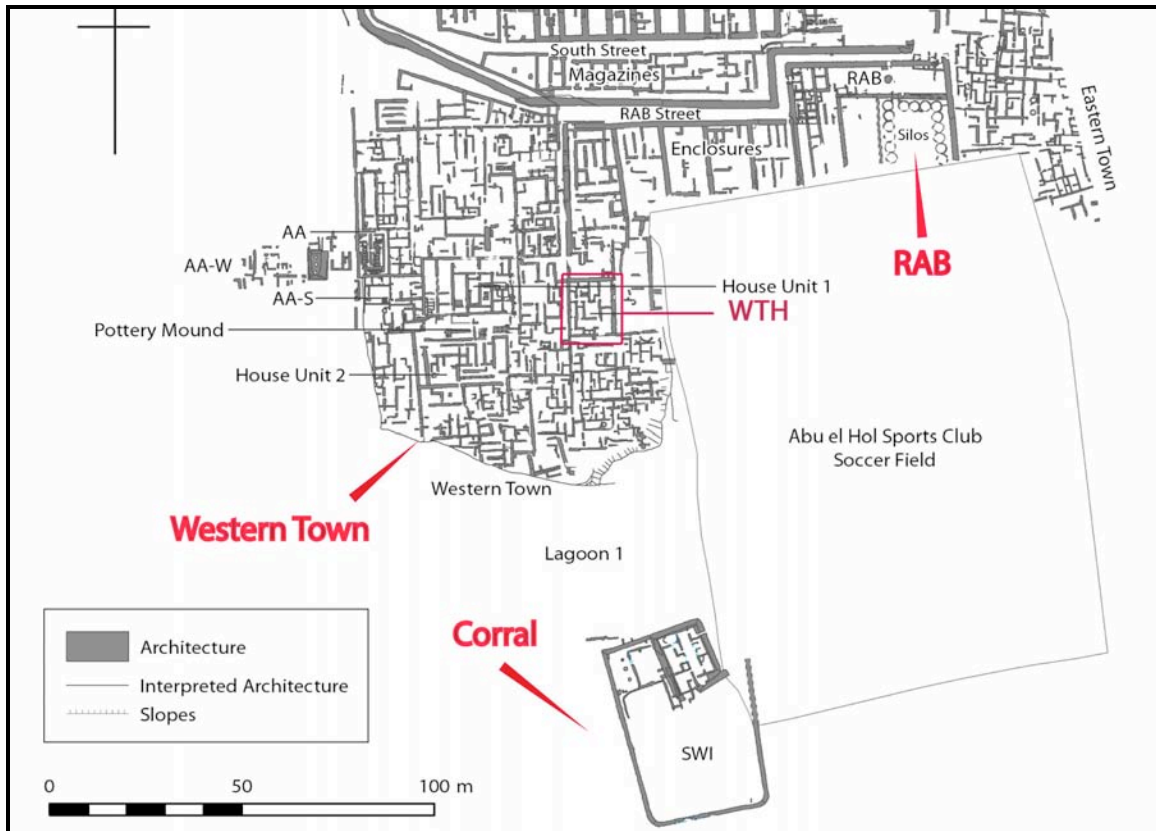 South Street
Magazines
RAB
RAB Street
Silos
Eastern Town
Enclosures
AA
RAB
AA-W
AA-S
House Unit 1
WTH
Pottery Mound
House Unit 2
Abu el Hol Sports Club
Soccer Field
Western Town
Western Town
Lagoon 1
Corral
Architecture
Interpreted Architecture
Slopes
SWI
0 50 100 m